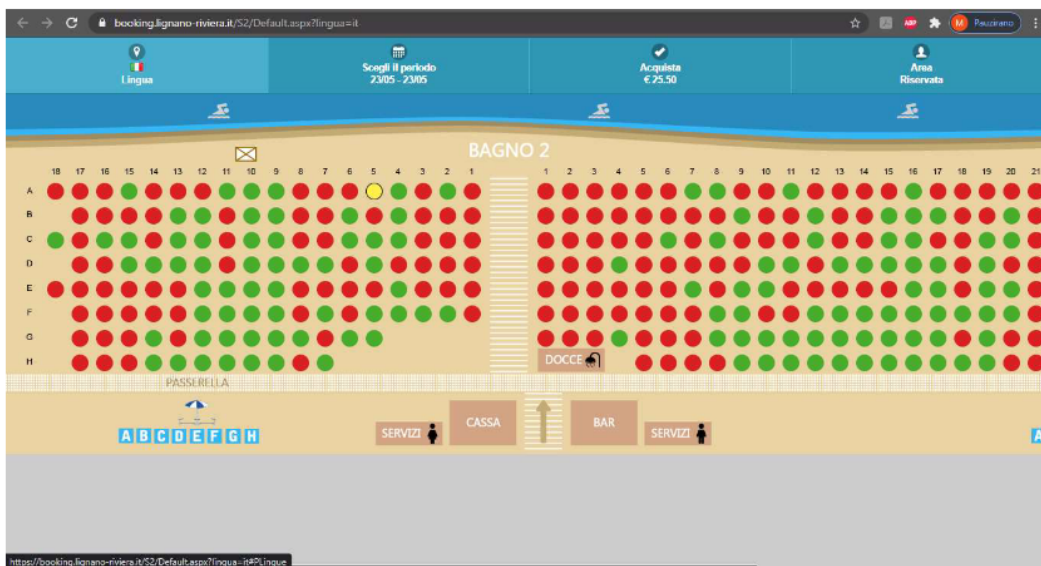 booking.lignano-riviera.it/S2/Default.aspx?lingua=it
ABP
M
Pauzirano
Lingua
Scegli il periodo
23/05 - 23/05
Acquista
€ 25.50
Area
Riservata
BAGNO 2
18 17 16 15 14 13 12 11 10 9 8 7 6 5 4 3 2 1 1 2 3 4 5 6 7 8 9 10 11 12 13 14 15 16 17 18 19 20 21
A
B
C
D
E
F
G
H
DOCCE
PASSERELLA
A B C D E F G H
SERVIZI
CASSA
BAR
SERVIZI
A
https://booking.lignano-riviera.it/S2/Default.aspx?lingua=it#PLingue